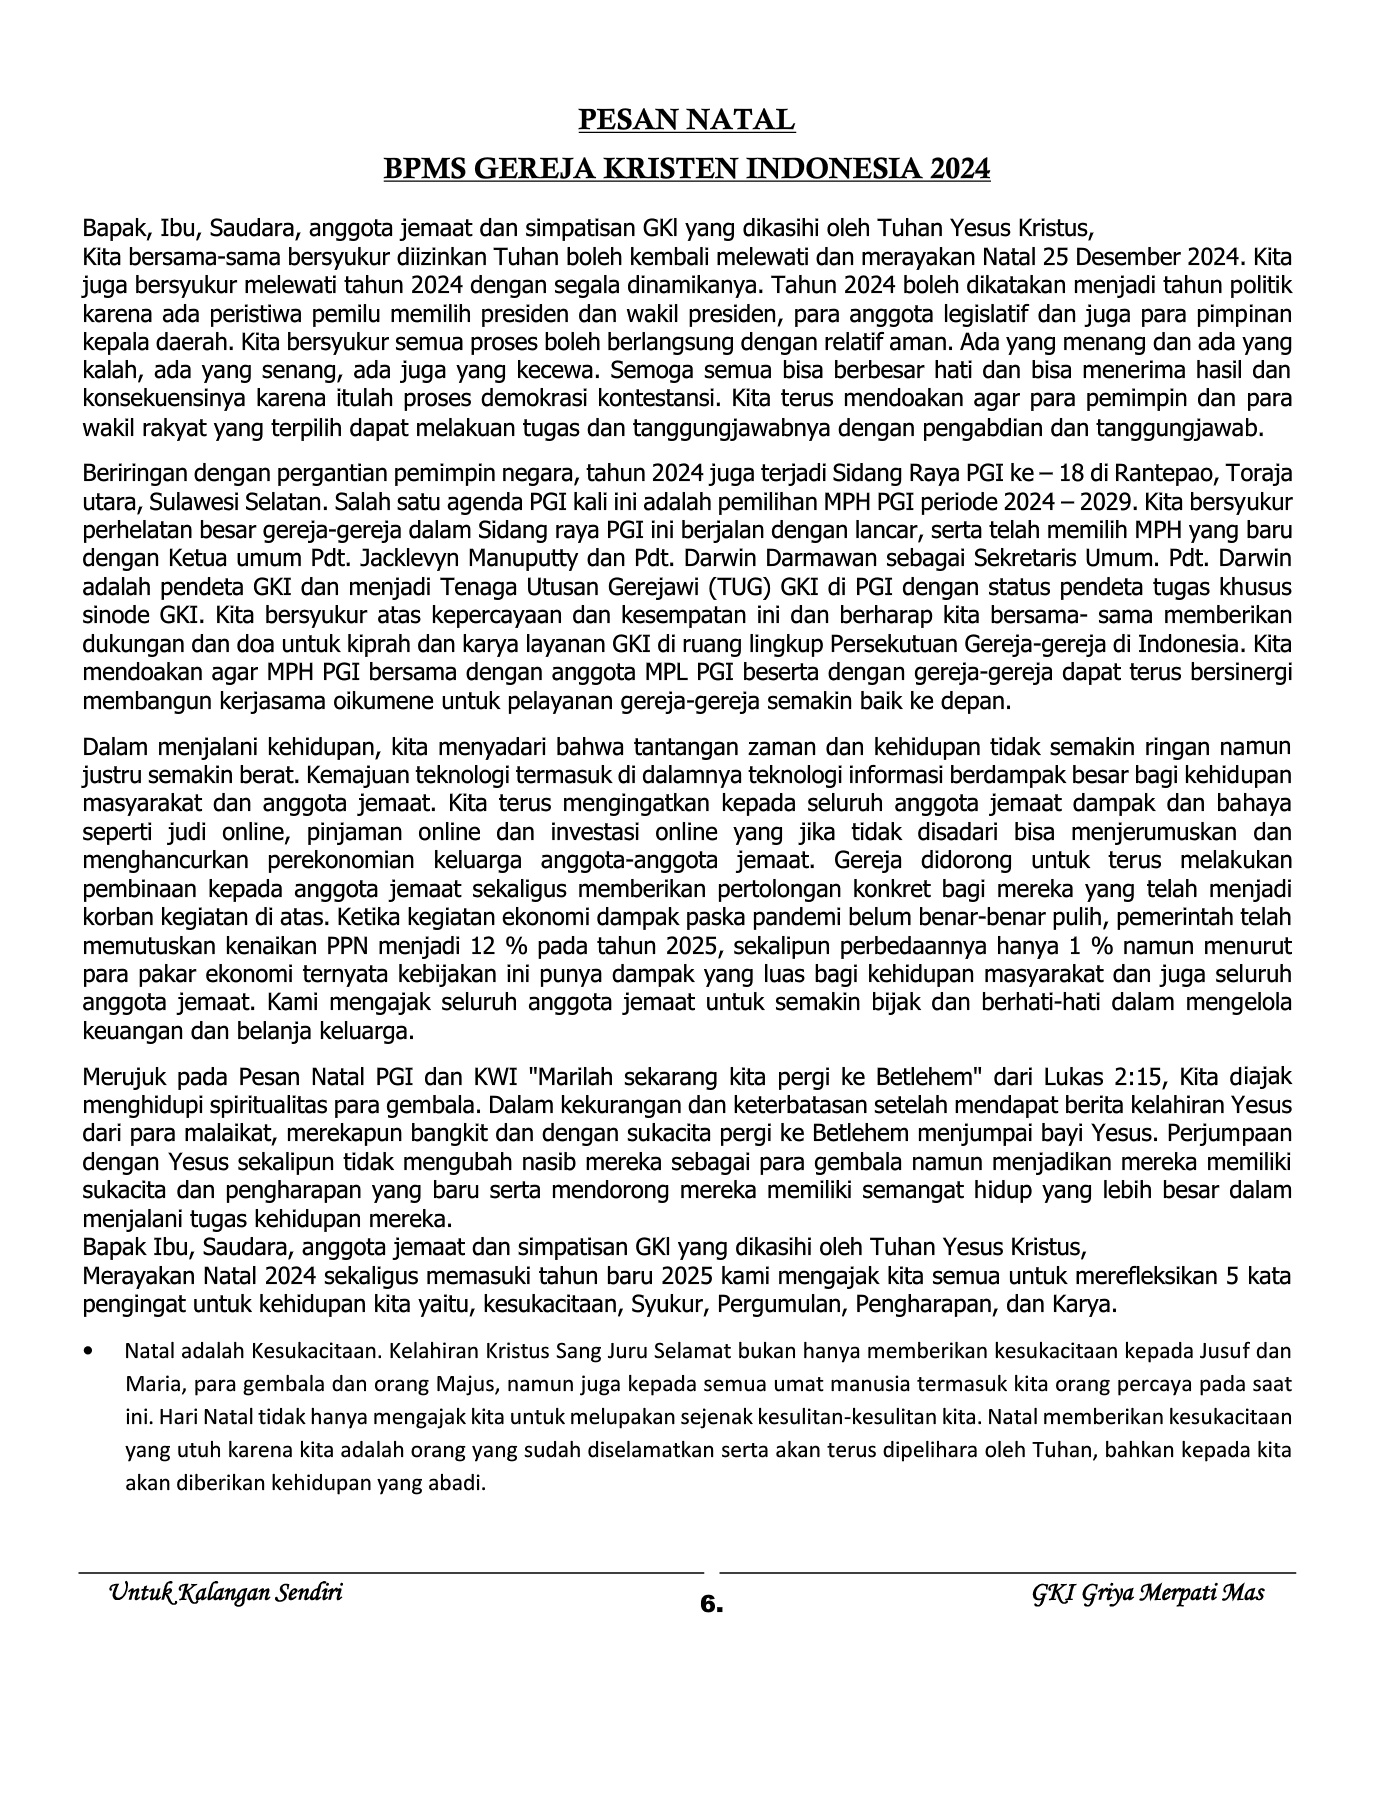 PESAN NATAL
BPMS GEREJA KRISTEN INDONESIA 2024
Bapak, Ibu, Saudara, anggota jemaat dan simpatisan GKl yang dikasihi oleh Tuhan Yesus Kristus,
Kita bersama-sama bersyukur diizinkan Tuhan boleh kembali melewati dan merayakan Natal 25 Desember 2024. Kita
juga bersyukur melewati tahun 2024 dengan segala dinamikanya. Tahun 2024 boleh dikatakan menjadi tahun politik
karena ada peristiwa pemilu memilih presiden dan wakil presiden, para anggota legislatif dan juga para pimpinan
kepala daerah. Kita bersyukur semua proses boleh berlangsung dengan relatif aman. Ada yang menang dan ada yang
kalah, ada yang senang, ada juga yang kecewa. Semoga semua bisa berbesar hati dan bisa menerima hasil dan
konsekuensinya karena itulah proses demokrasi kontestansi. Kita terus mendoakan agar para pemimpin dan para
wakil rakyat yang terpilih dapat melakuan tugas dan tanggungjawabnya dengan pengabdian dan tanggungjawab.
Beriringan dengan pergantian pemimpin negara, tahun 2024 juga terjadi Sidang Raya PGI ke – 18 di Rantepao, Toraja
utara, Sulawesi Selatan. Salah satu agenda PGI kali ini adalah pemilihan MPH PGI periode 2024 – 2029. Kita bersyukur
perhelatan besar gereja-gereja dalam Sidang raya PGI ini berjalan dengan lancar, serta telah memilih MPH yang baru
dengan Ketua umum Pdt. Jacklevyn Manuputty dan Pdt. Darwin Darmawan sebagai Sekretaris Umum. Pdt. Darwin
adalah pendeta GKI dan menjadi Tenaga Utusan Gerejawi (TUG) GKI di PGI dengan status pendeta tugas khusus
sinode GKI. Kita bersyukur atas kepercayaan dan kesempatan ini dan berharap kita bersama- sama memberikan
dukungan dan doa untuk kiprah dan karya layanan GKI di ruang lingkup Persekutuan Gereja-gereja di Indonesia. Kita
mendoakan agar MPH PGI bersama dengan anggota MPL PGI beserta dengan gereja-gereja dapat terus bersinergi
membangun kerjasama oikumene untuk pelayanan gereja-gereja semakin baik ke depan.
Dalam menjalani kehidupan, kita menyadari bahwa tantangan zaman dan kehidupan tidak semakin ringan namun
justru semakin berat. Kemajuan teknologi termasuk di dalamnya teknologi informasi berdampak besar bagi kehidupan
masyarakat dan anggota jemaat. Kita terus mengingatkan kepada seluruh anggota jemaat dampak dan bahaya
seperti judi online, pinjaman online dan investasi online yang jika tidak disadari bisa menjerumuskan dan
menghancurkan perekonomian keluarga anggota-anggota jemaat. Gereja didorong untuk terus melakukan
pembinaan kepada anggota jemaat sekaligus memberikan pertolongan konkret bagi mereka yang telah menjadi
korban kegiatan di atas. Ketika kegiatan ekonomi dampak paska pandemi belum benar-benar pulih, pemerintah telah
memutuskan kenaikan PPN menjadi 12 % pada tahun 2025, sekalipun perbedaannya hanya 1 % namun menurut
para pakar ekonomi ternyata kebijakan ini punya dampak yang luas bagi kehidupan masyarakat dan juga seluruh
anggota jemaat. Kami mengajak seluruh anggota jemaat untuk semakin bijak dan berhati-hati dalam mengelola
keuangan dan belanja keluarga.
Merujuk pada Pesan Natal PGI dan KWI "Marilah sekarang kita pergi ke Betlehem" dari Lukas 2:15, Kita diajak
menghidupi spiritualitas para gembala. Dalam kekurangan dan keterbatasan setelah mendapat berita kelahiran Yesus
dari para malaikat, merekapun bangkit dan dengan sukacita pergi ke Betlehem menjumpai bayi Yesus. Perjumpaan
dengan Yesus sekalipun tidak mengubah nasib mereka sebagai para gembala namun menjadikan mereka memiliki
sukacita dan pengharapan yang baru serta mendorong mereka memiliki semangat hidup yang lebih besar dalam
menjalani tugas kehidupan mereka.
Bapak Ibu, Saudara, anggota jemaat dan simpatisan GKl yang dikasihi oleh Tuhan Yesus Kristus,
Merayakan Natal 2024 sekaligus memasuki tahun baru 2025 kami mengajak kita semua untuk merefleksikan 5 kata
pengingat untuk kehidupan kita yaitu, kesukacitaan, Syukur, Pergumulan, Pengharapan, dan Karya.
• Natal adalah Kesukacitaan. Kelahiran Kristus Sang Juru Selamat bukan hanya memberikan kesukacitaan kepada Jusuf dan
Maria, para gembala dan orang Majus, namun juga kepada semua umat manusia termasuk kita orang percaya pada saat
ini. Hari Natal tidak hanya mengajak kita untuk melupakan sejenak kesulitan-kesulitan kita. Natal memberikan kesukacitaan
yang utuh karena kita adalah orang yang sudah diselamatkan serta akan terus dipelihara oleh Tuhan, bahkan kepada kita
akan diberikan kehidupan yang abadi.
Untuk Kalangan Sendiri
6.
GKI Griya Merpati Mas